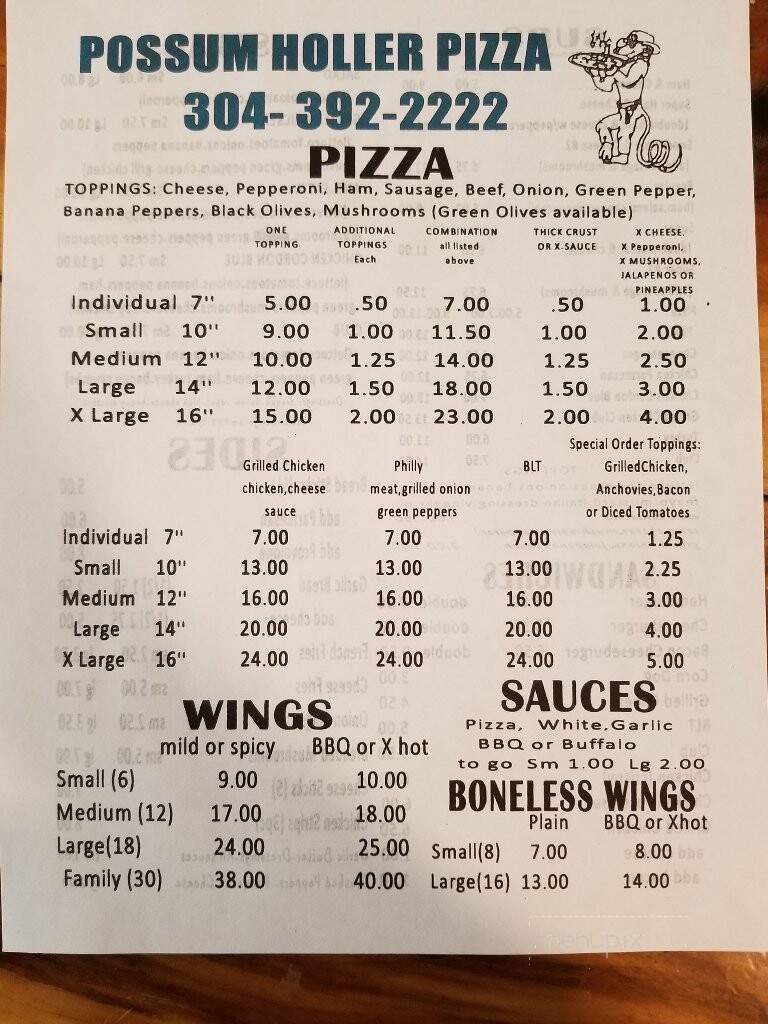 POSSUM HOLLER PIZZA
304- 392-2222
PIZZA
TOPPINGS: Cheese, Pepperoni, Ham, Sausage, Beef, Onion, Green Pepper,
Banana Peppers, Black Olives, Mushrooms (Green Olives available)
ONE TOPPING ADDITIONAL TOPPINGS Each COMBINATION all listed above THICK CRUST OR X-SAUCE X CHEESE, X Pepperoni, X MUSHROOMS, JALAPENOS OR PINEAPPLES
Individual 7" 5.00 .50 7.00 .50 1.00
Small 10" 9.00 1.00 11.50 1.00 2.00
Medium 12" 10.00 1.25 14.00 1.25 2.50
Large 14" 12.00 1.50 18.00 1.50 3.00
X Large 16" 15.00 2.00 23.00 2.00 4.00
Special Order Toppings:
Grilled Chicken Philly BLT GrilledChicken,
chicken,cheese meat,grilled onion Anchovies,Bacon
sauce green peppers or Diced Tomatoes
Individual 7" 7.00 7.00 7.00 1.25
Small 10" 13.00 13.00 13.00 2.25
Medium 12" 16.00 16.00 16.00 3.00
Large 14" 20.00 20.00 20.00 4.00
X Large 16" 24.00 24.00 24.00 5.00
WINGS
mild or spicy BBQ or X hot
Small (6) 9.00 10.00
Medium (12) 17.00 18.00
Large(18) 24.00 25.00
Family (30) 38.00 40.00
SAUCES
Pizza, White,Garlic
BBQ or Buffalo
to go Sm 1.00 Lg 2.00
BONELESS WINGS
Plain BBQ or Xhot
Small(8) 7.00 8.00
Large(16) 13.00 14.00